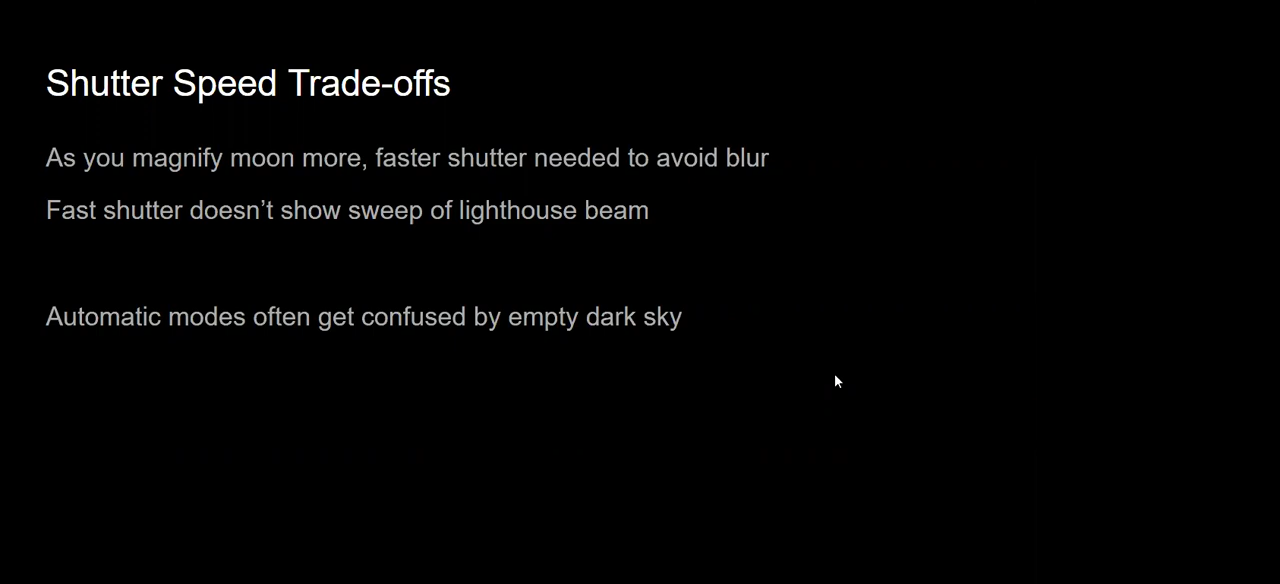 Shutter Speed Trade-offs
As you magnify moon more, faster shutter needed to avoid blur
Fast shutter doesn’t show sweep of lighthouse beam
Automatic modes often get confused by empty dark sky